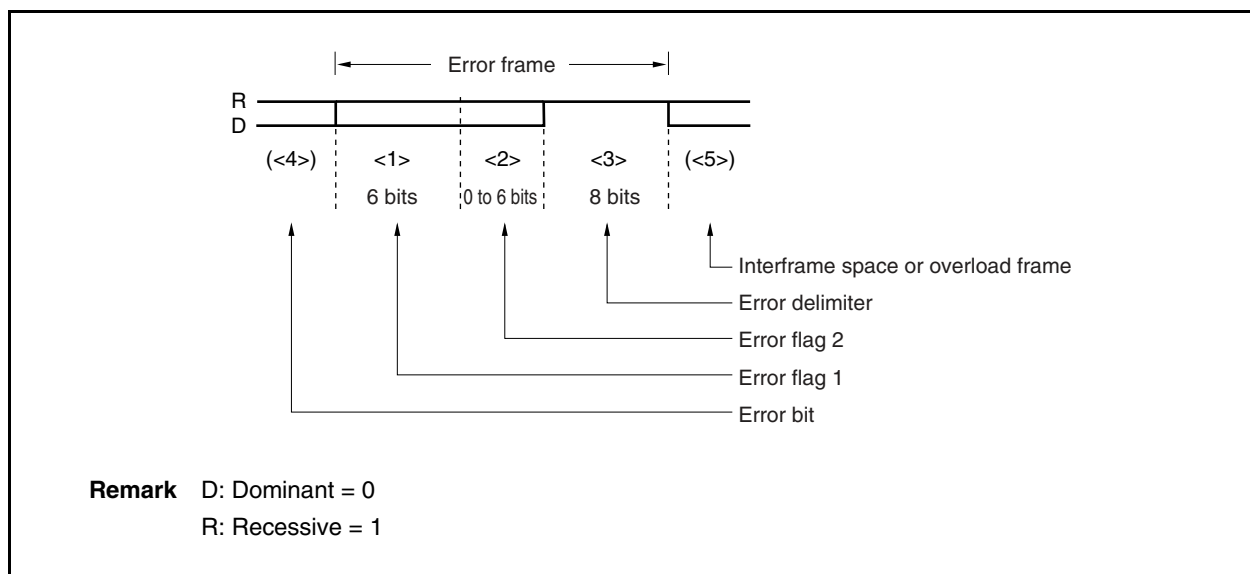 Error frame
R
D
(<4>) <1> <2> <3> (<5>)
6 bits 0 to 6 bits 8 bits
Interframe space or overload frame
Error delimiter
Error flag 2
Error flag 1
Error bit
Remark D: Dominant = 0
R: Recessive = 1